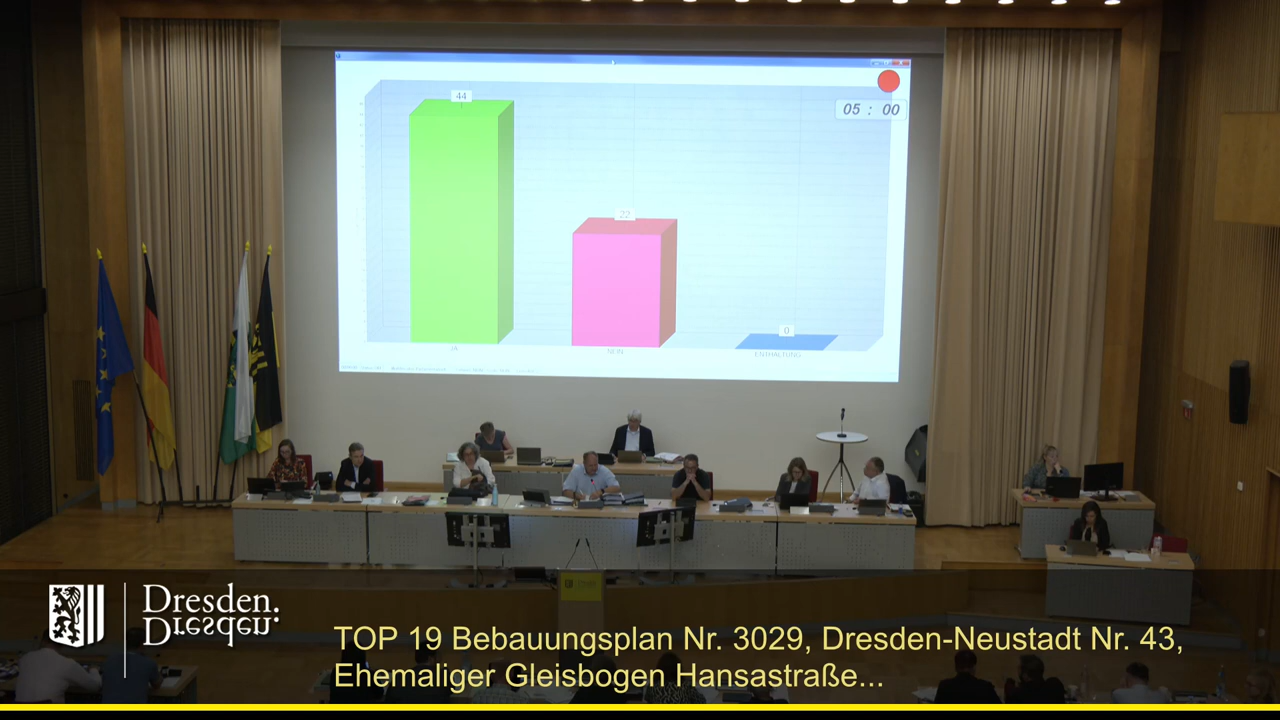 44
05 : 00
22
0
JA
NEIN
ENTHALTUNG
Dresden.
Dresden.
TOP 19 Bebauungsplan Nr. 3029, Dresden-Neustadt Nr. 43,
Ehemaliger Gleisbogen Hansastraße...